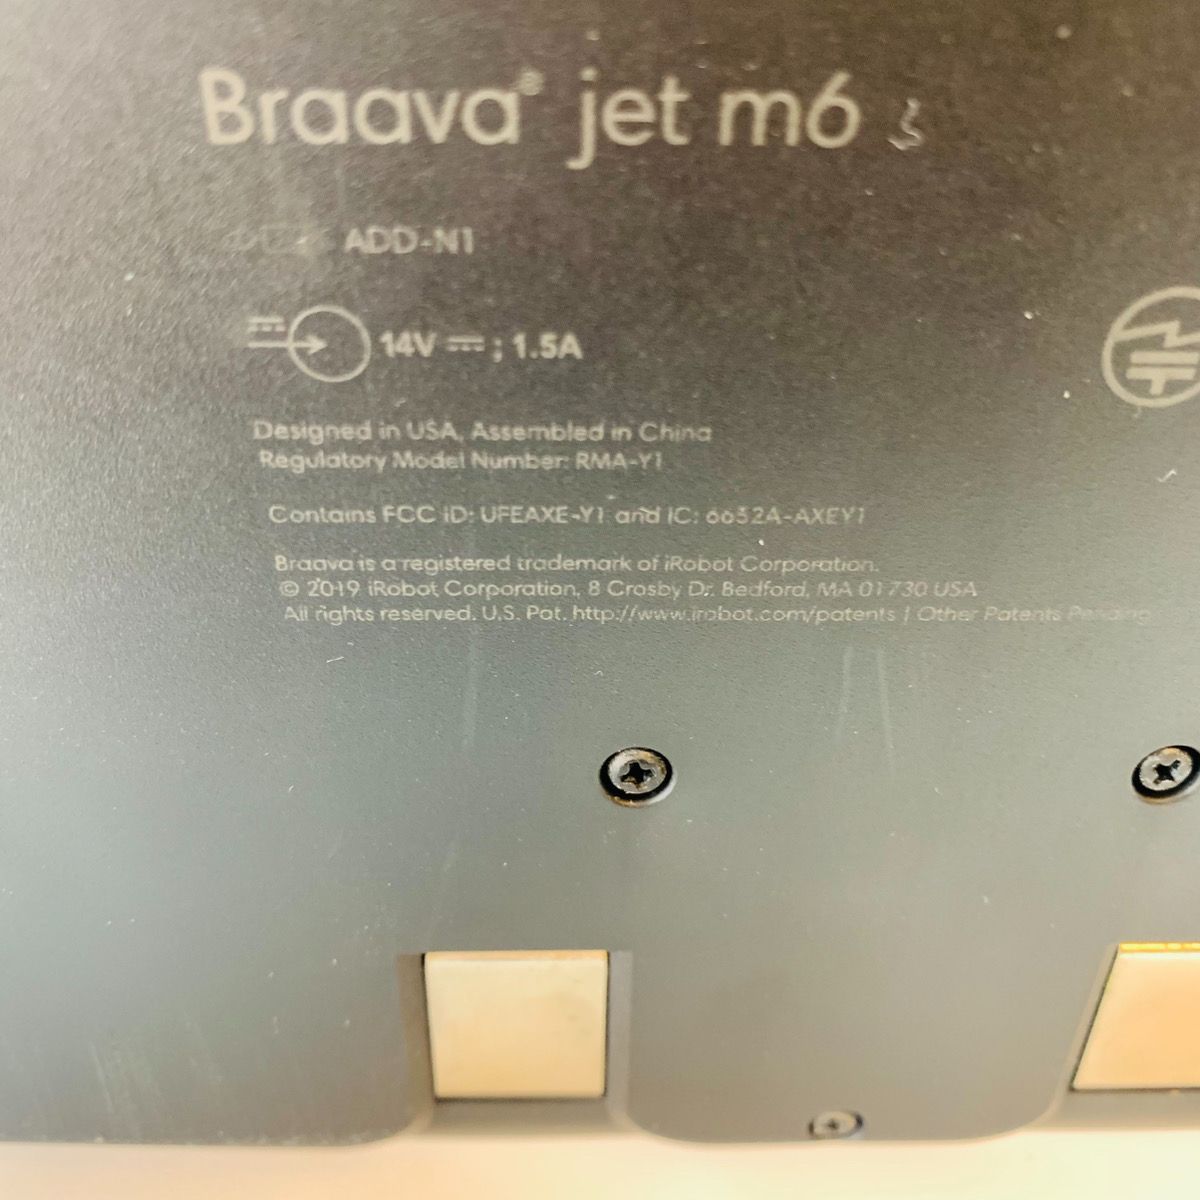 Braava® jet m6
ADD-N1
14V ⎓ ; 1.5A
Designed in USA, Assembled in China
Regulatory Model Number: RMA-Y1
Contains FCC ID: UFEAXE-Y1 and IC: 6652A-AXEY1
Braava is a registered trademark of iRobot Corporation.
© 2019 iRobot Corporation, 8 Crosby Dr. Bedford, MA 01730 USA
All rights reserved. U.S. Pat. http://www.irobot.com/patents | Other Patents Pending